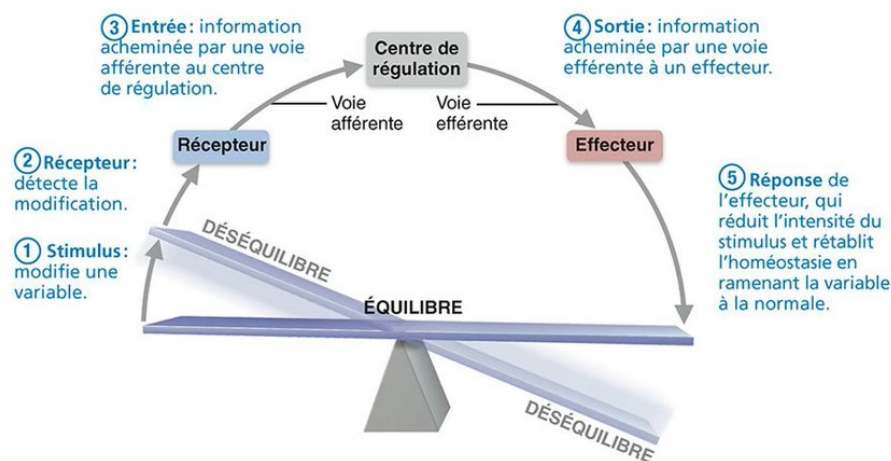 ③ Entrée : information
acheminée par une voie
afférente au centre
de régulation.
Centre de
régulation
④ Sortie : information
acheminée par une voie
efférente à un effecteur.
Voie
afférente
Voie
efférente
Récepteur
Effecteur
② Récepteur :
détecte la
modification.
① Stimulus :
modifie une
variable.
⑤ Réponse de
l'effecteur, qui
réduit l'intensité du
stimulus et rétablit
l'homéostasie en
ramenant la variable
à la normale.
DÉSÉQUILIBRE
ÉQUILIBRE
DÉSÉQUILIBRE